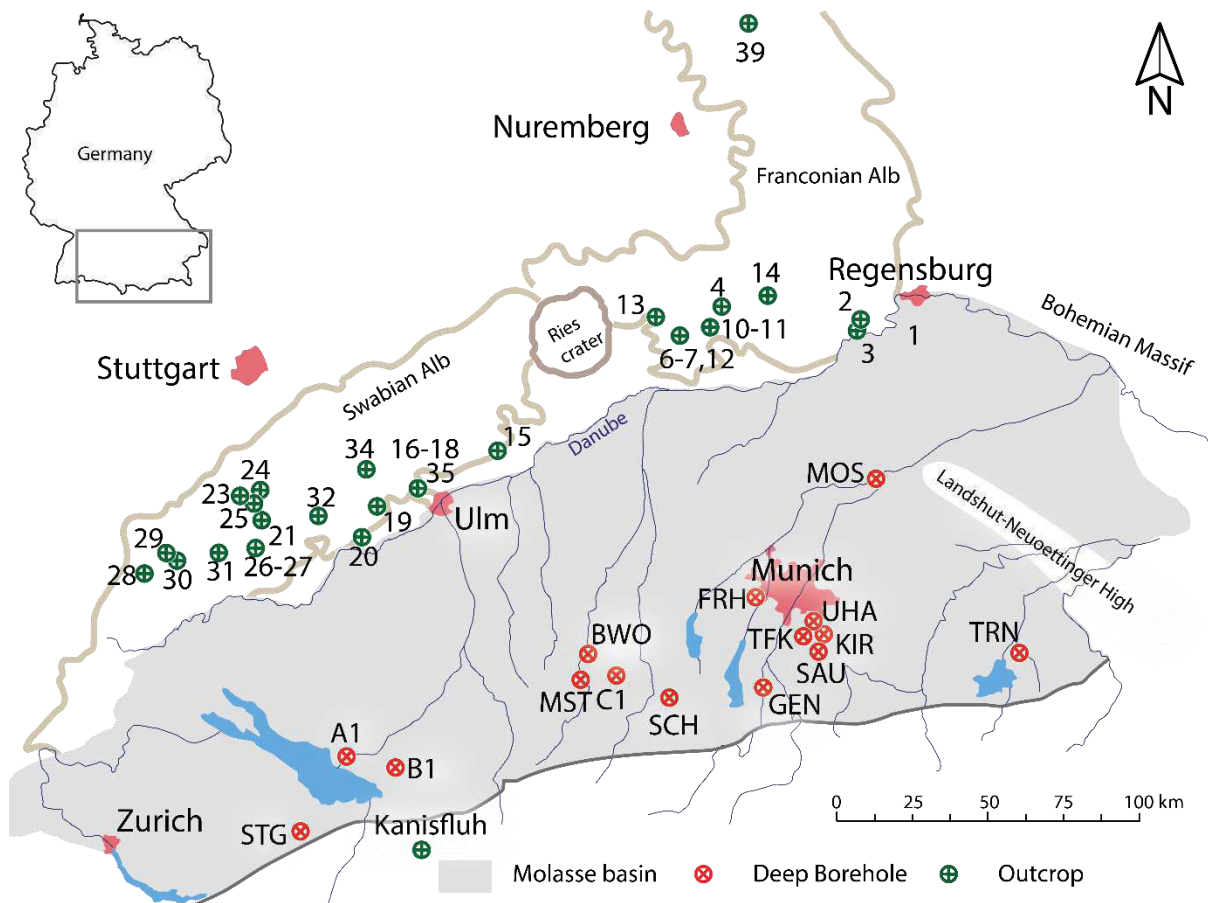 39
N
Nuremberg
Germany
Franconian Alb
Regensburg
14
4
2
13
10-11
1
3
Bohemian Massif
Ries
crater
6-7,12
Stuttgart
Swabian Alb
Danube
15
34
16-18
35
24
23
32
MOS
25
21
19
Ulm
Landshut-Neuoettinger High
29
20
28
30
31
26-27
Munich
FRH
UHA
BWO
TFK
KIR
TRN
SAU
MST
C1
GEN
SCH
A1
B1
0
25
50
75
100 km
Zurich
STG
Kanisfluh
Molasse basin
Deep Borehole
Outcrop